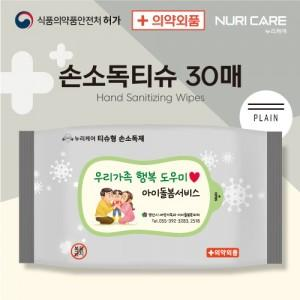 식품의약품안전처 허가
+의약외품
NURI CARE
누리케어
손소독티슈 30매
Hand Sanitizing Wipes
PLAIN
누리케어 티슈형 손소독제
우리가족 행복 도우미♥
아이돌봄서비스
+의약외품